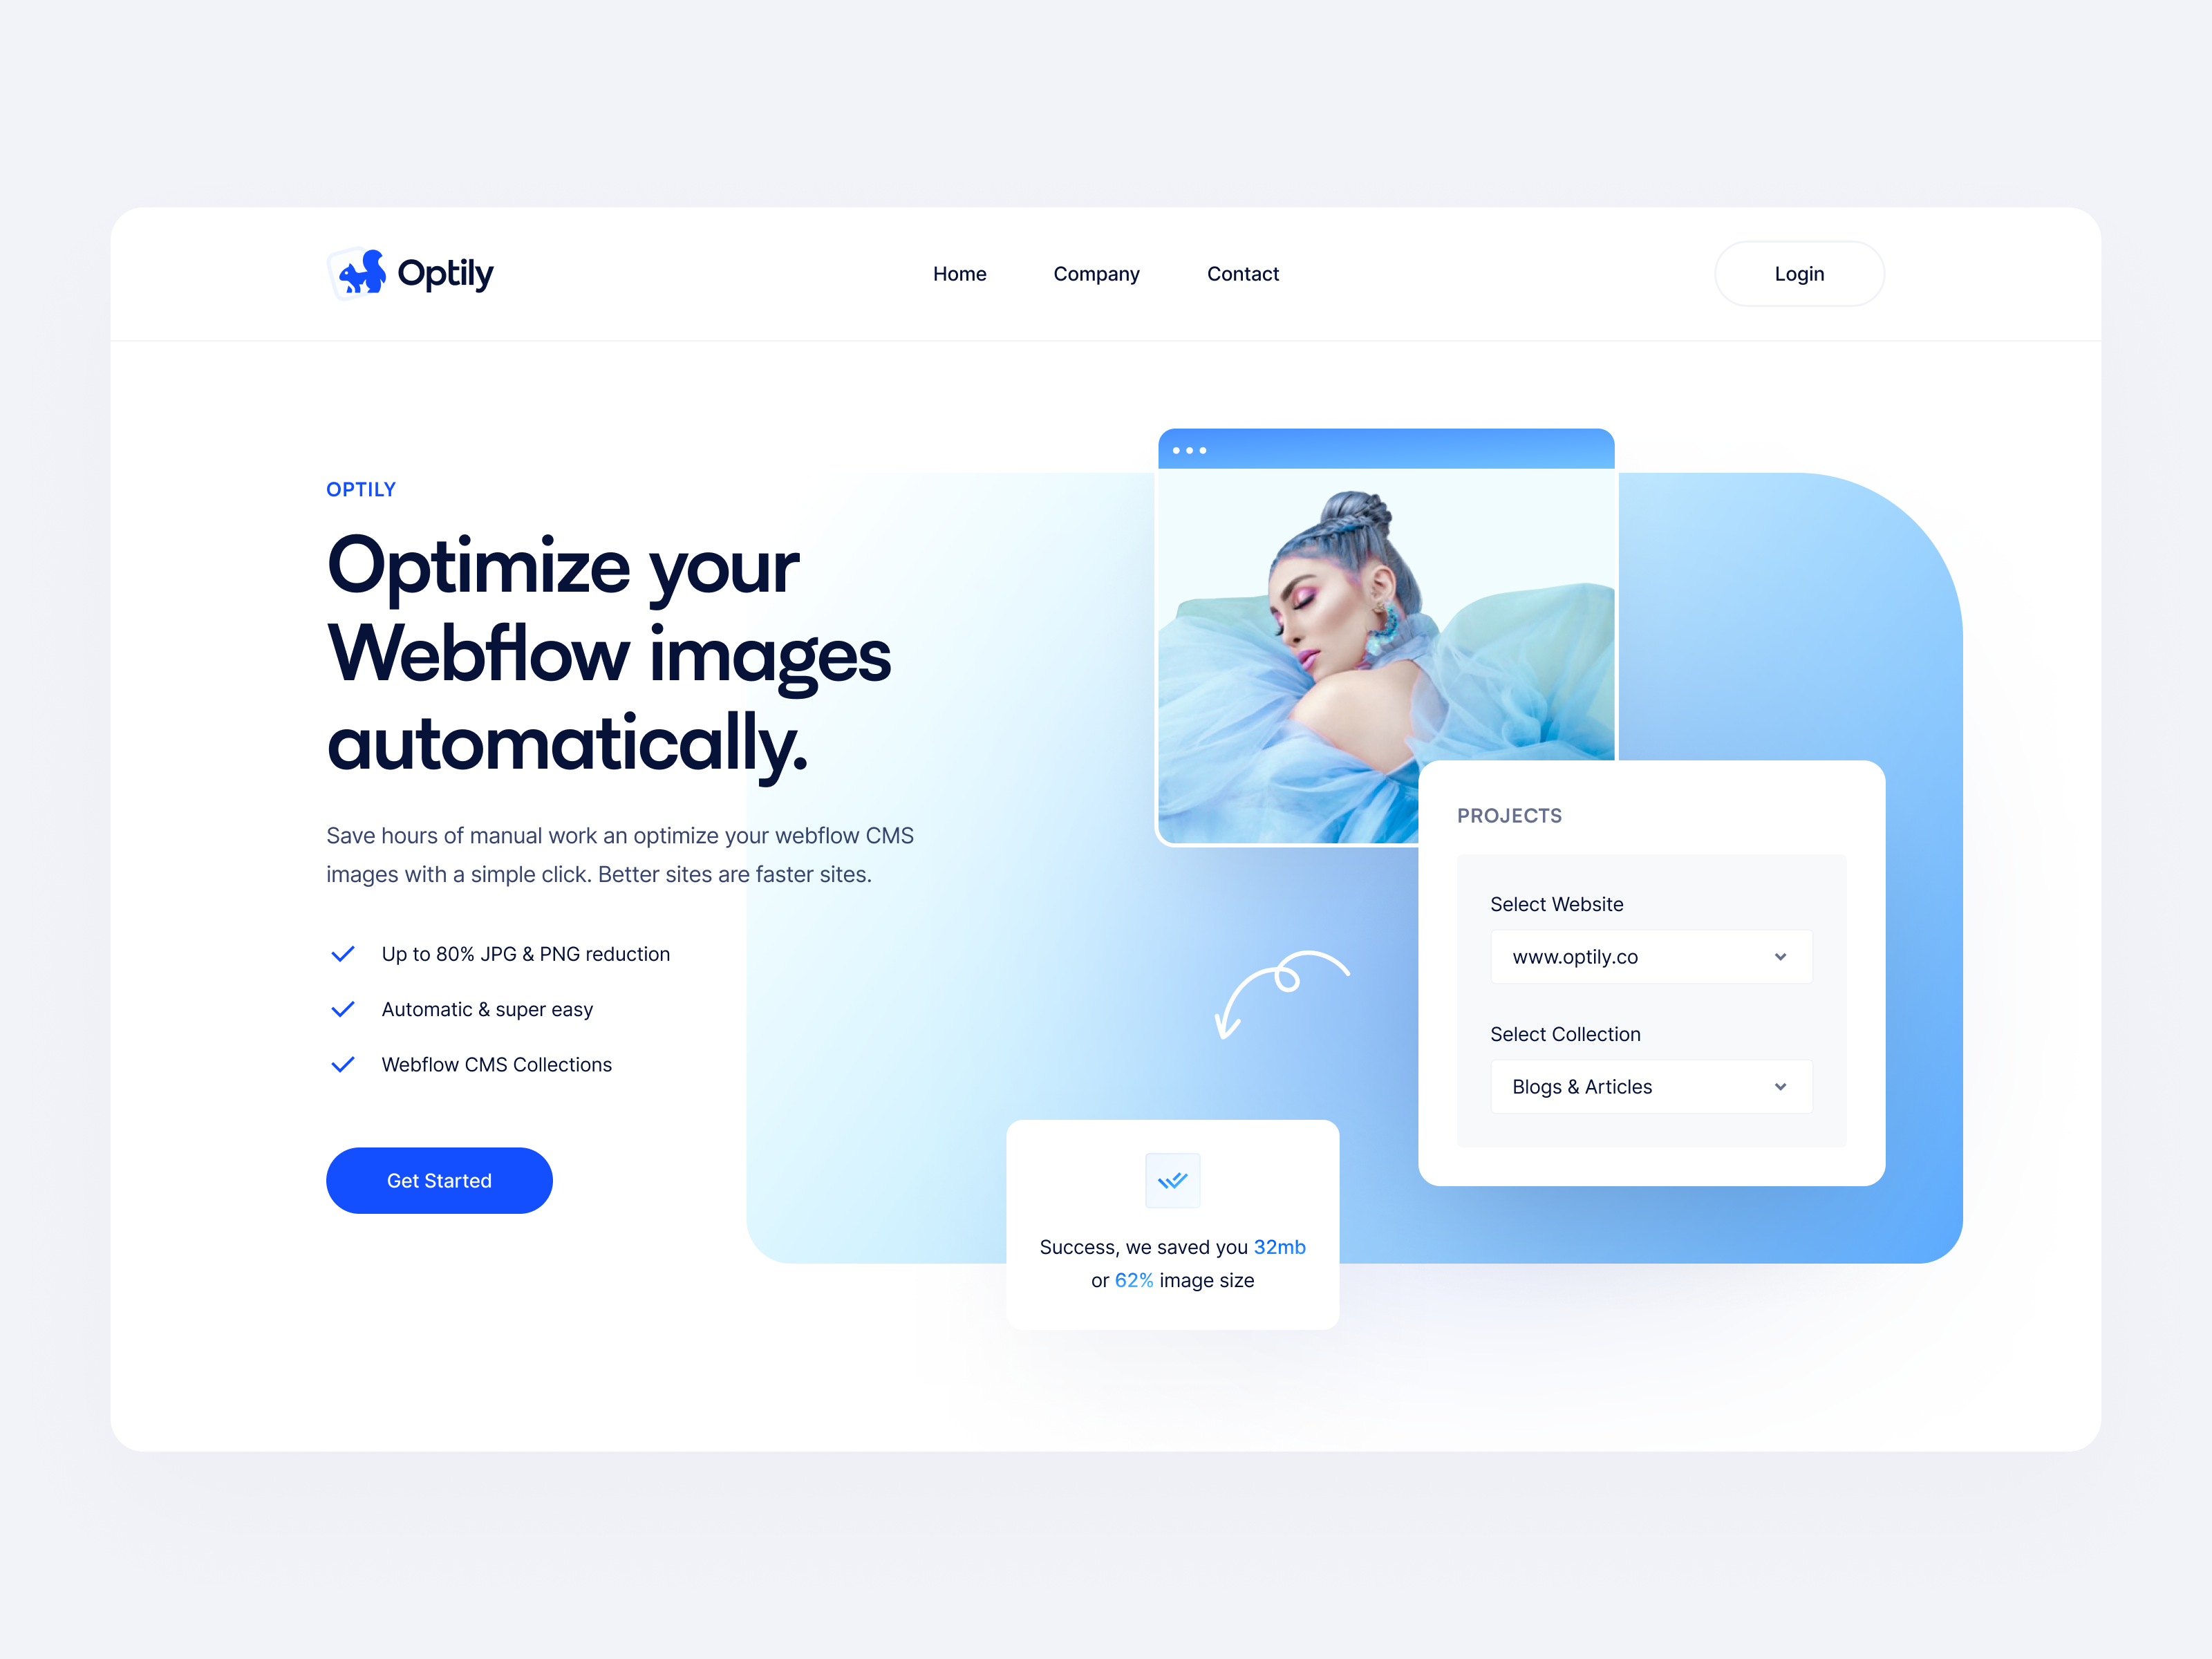 Optily
Home
Company
Contact
Login
OPTILY
Optimize your
Webflow images
automatically.
Save hours of manual work an optimize your webflow CMS
images with a simple click. Better sites are faster sites.
Up to 80% JPG & PNG reduction
Automatic & super easy
Webflow CMS Collections
Get Started
PROJECTS
Select Website
www.optily.co
Select Collection
Blogs & Articles
Success, we saved you 32mb
or 62% image size